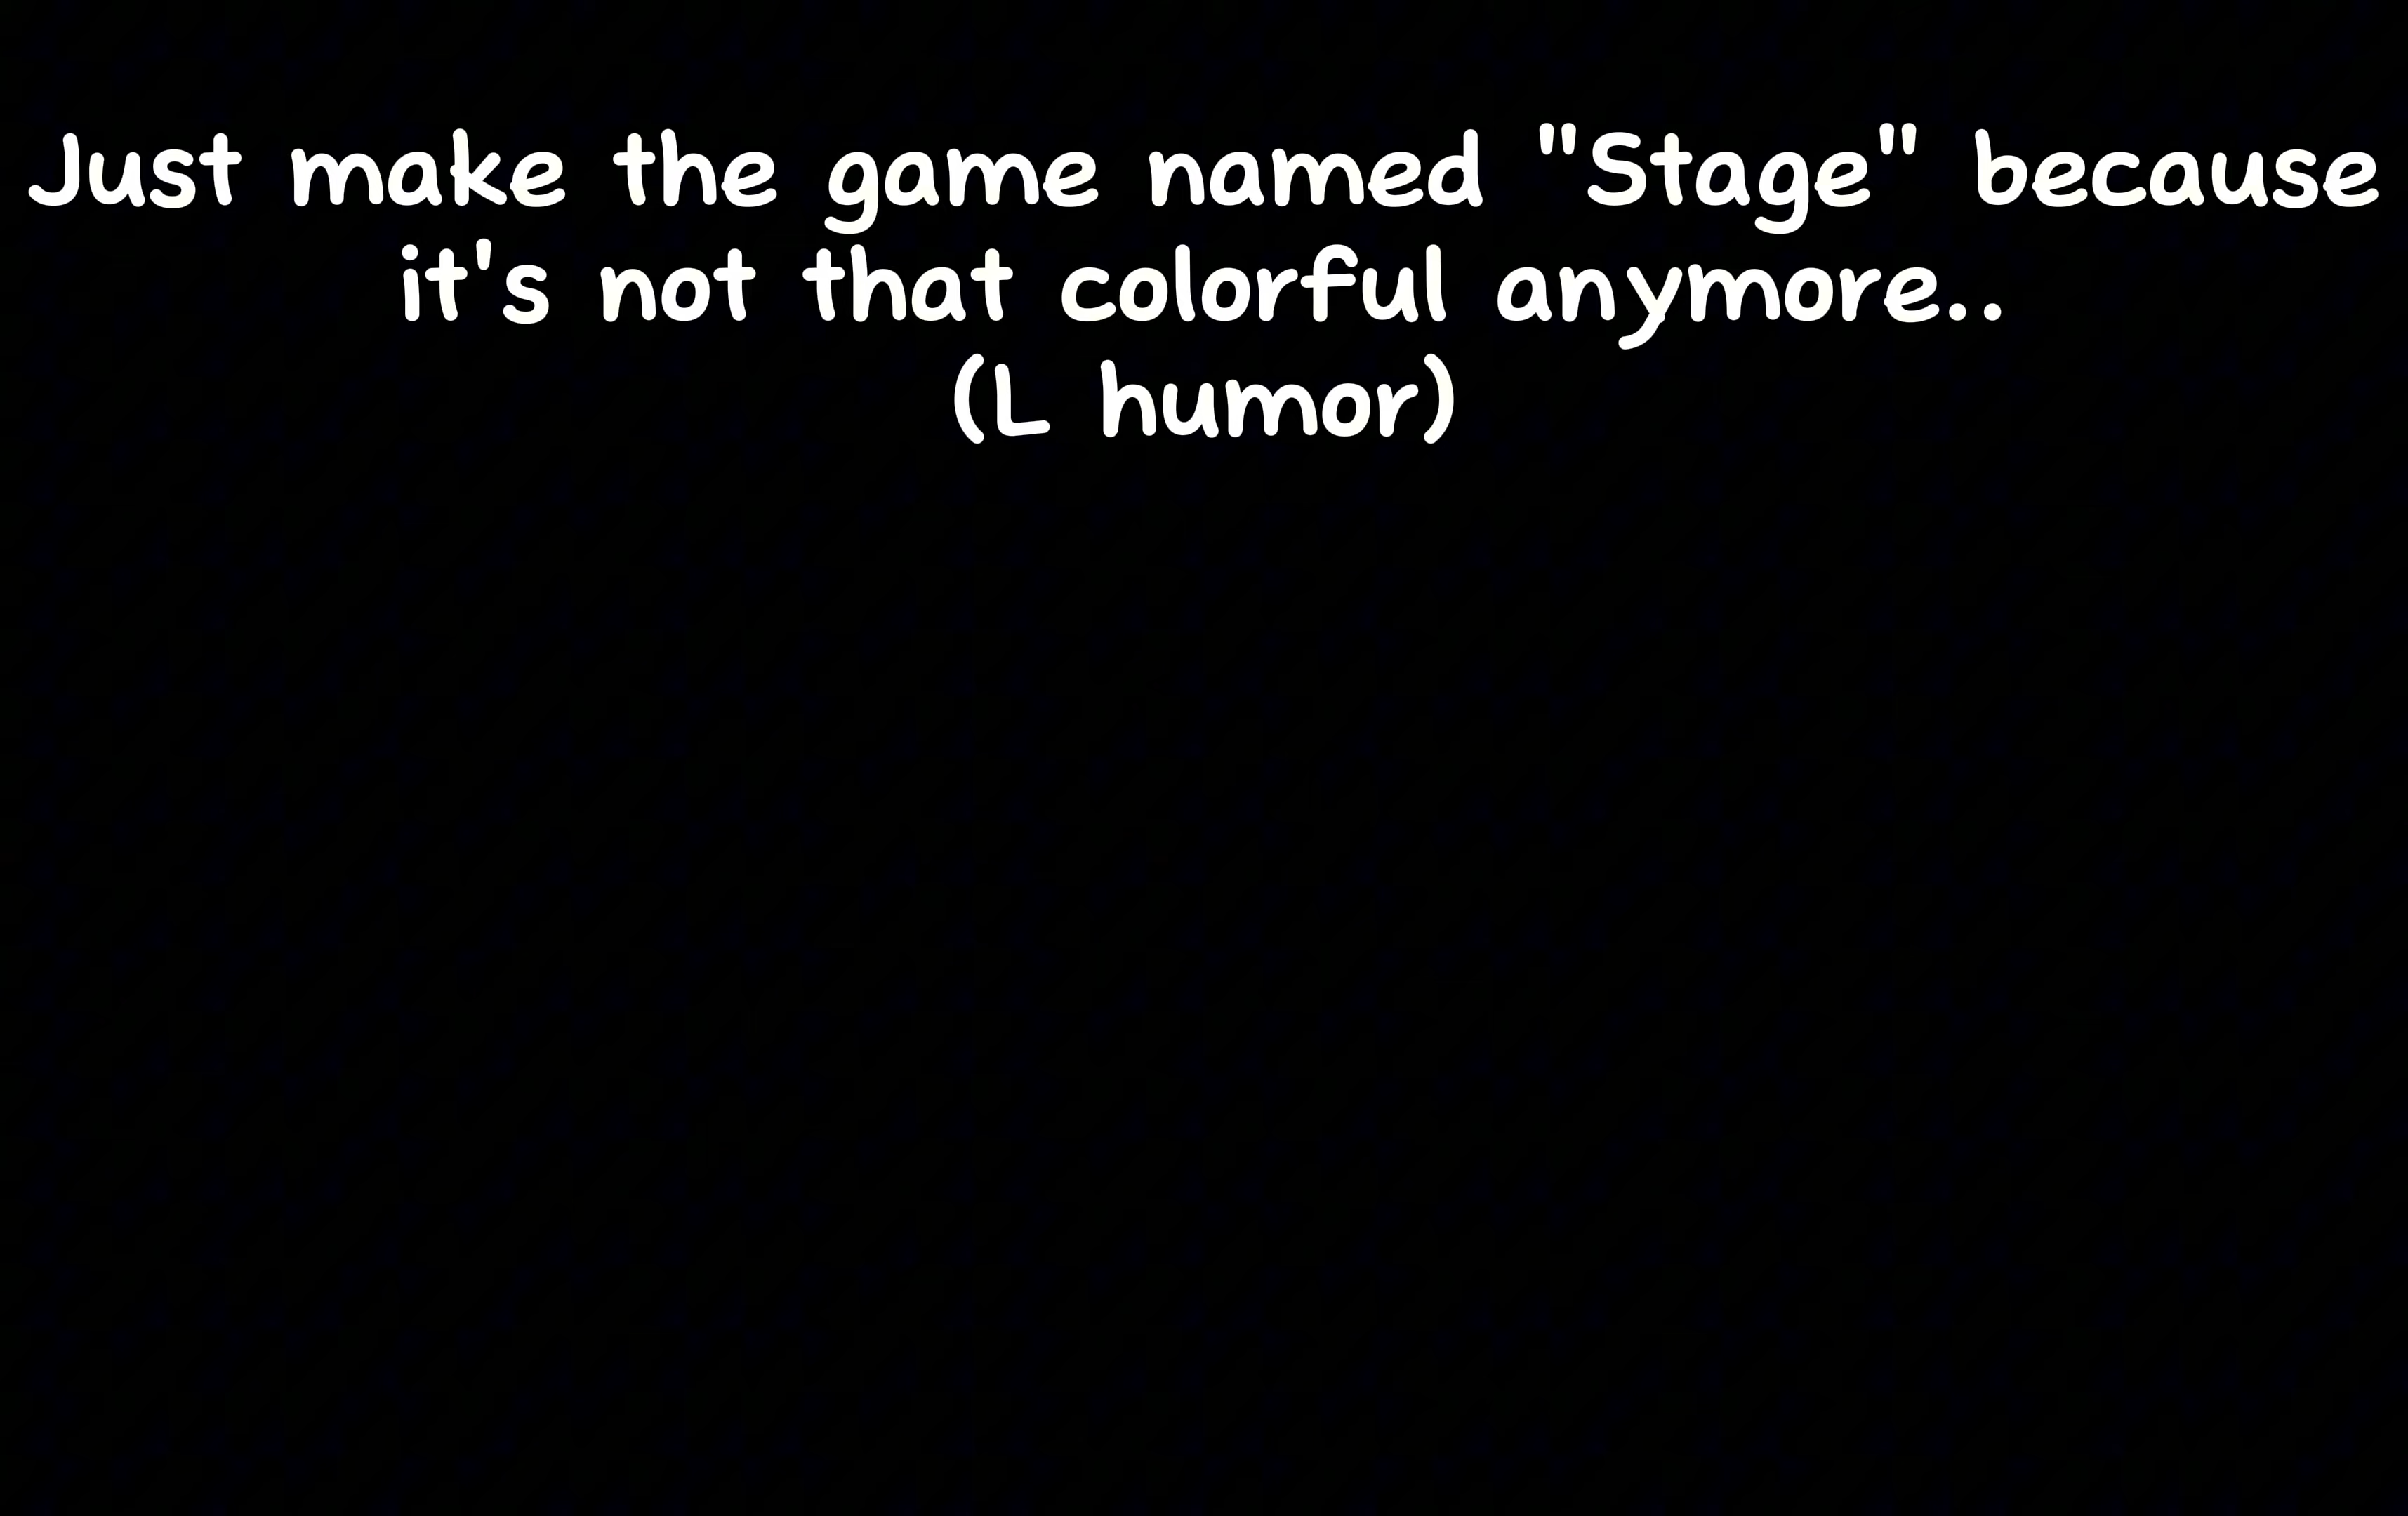 Just make the game named "Stage" because
it's not that colorful anymore..
(L humor)